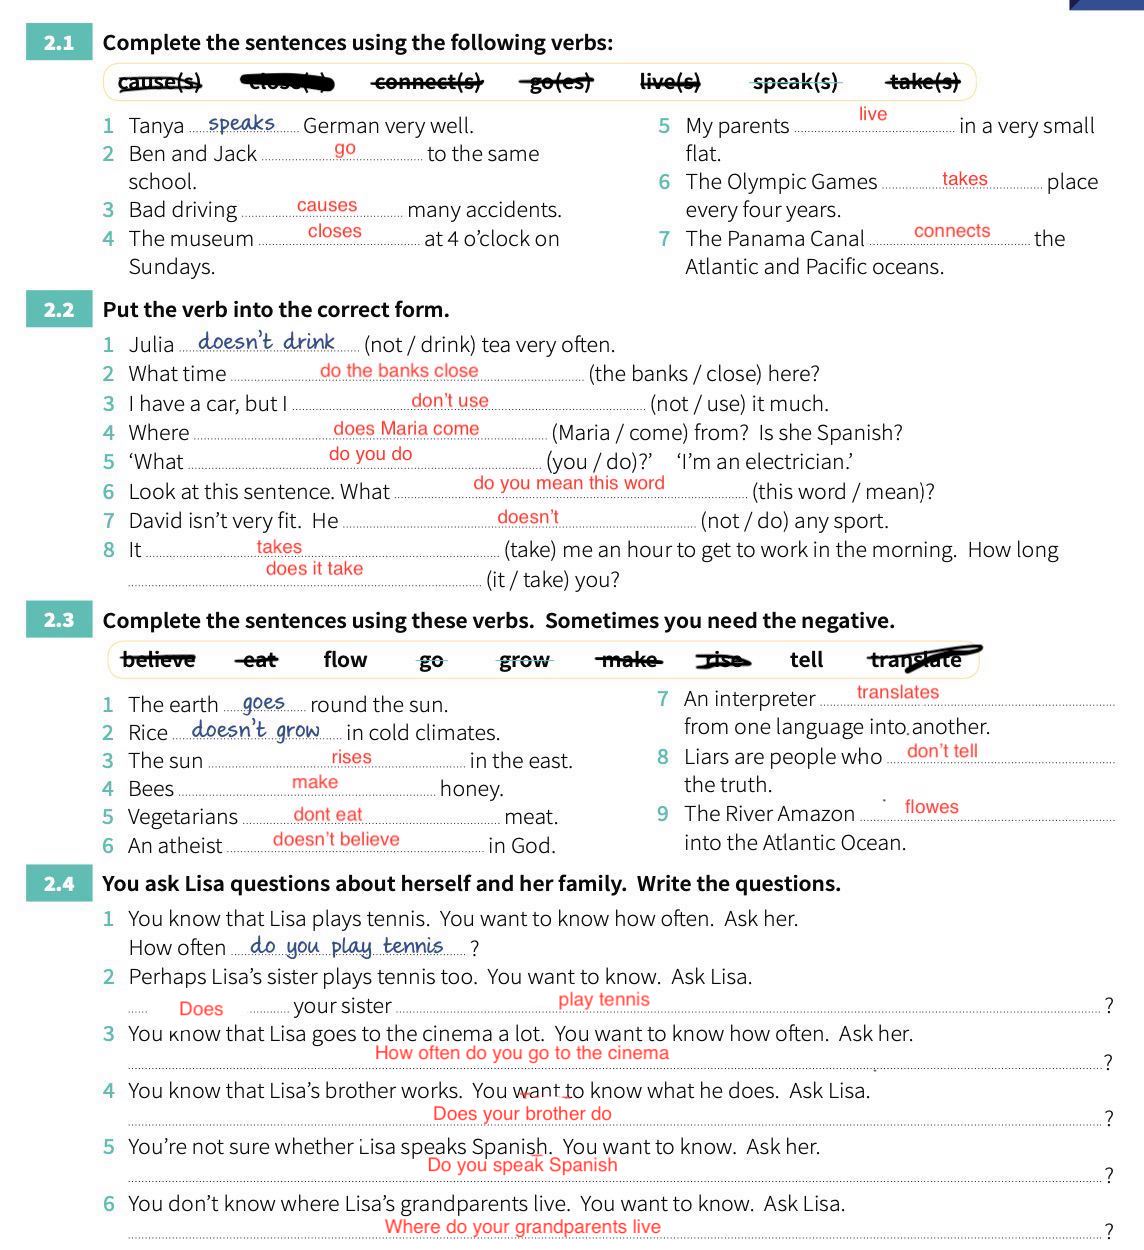 2.1 Complete the sentences using the following verbs:
cause(s) close(s) connect(s) go(es) live(s) speak(s) take(s)
1 Tanya speaks German very well.
2 Ben and Jack go to the same
school.
3 Bad driving causes many accidents.
4 The museum closes at 4 o’clock on
Sundays.
5 My parents live in a very small
flat.
6 The Olympic Games takes place
every four years.
7 The Panama Canal connects the
Atlantic and Pacific oceans.
2.2 Put the verb into the correct form.
1 Julia doesn’t drink (not / drink) tea very often.
2 What time do the banks close (the banks / close) here?
3 I have a car, but I don’t use (not / use) it much.
4 Where does Maria come (Maria / come) from? Is she Spanish?
5 ‘What do you do (you / do)?’ ‘I’m an electrician.’
6 Look at this sentence. What do you mean this word (this word / mean)?
7 David isn’t very fit. He doesn’t (not / do) any sport.
8 It takes (take) me an hour to get to work in the morning. How long
does it take (it / take) you?
2.3 Complete the sentences using these verbs. Sometimes you need the negative.
believe eat flow go grow make rise tell translate
1 The earth goes round the sun.
2 Rice doesn’t grow in cold climates.
3 The sun rises in the east.
4 Bees make honey.
5 Vegetarians dont eat meat.
6 An atheist doesn’t believe in God.
7 An interpreter translates
from one language into another.
8 Liars are people who don’t tell
the truth.
9 The River Amazon flowes
into the Atlantic Ocean.
2.4 You ask Lisa questions about herself and her family. Write the questions.
1 You know that Lisa plays tennis. You want to know how often. Ask her.
How often do you play tennis ?
2 Perhaps Lisa’s sister plays tennis too. You want to know. Ask Lisa.
Does your sister play tennis ?
3 You know that Lisa goes to the cinema a lot. You want to know how often. Ask her.
How often do you go to the cinema ?
4 You know that Lisa’s brother works. You want to know what he does. Ask Lisa.
Does your brother do ?
5 You’re not sure whether Lisa speaks Spanish. You want to know. Ask her.
Do you speak Spanish ?
6 You don’t know where Lisa’s grandparents live. You want to know. Ask Lisa.
Where do your grandparents live ?